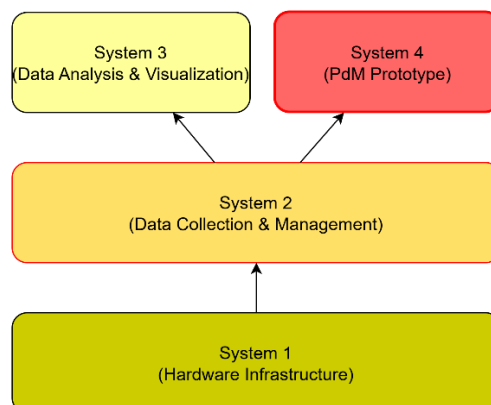 System 3
(Data Analysis & Visualization)
System 4
(PdM Prototype)
System 2
(Data Collection & Management)
System 1
(Hardware Infrastructure)